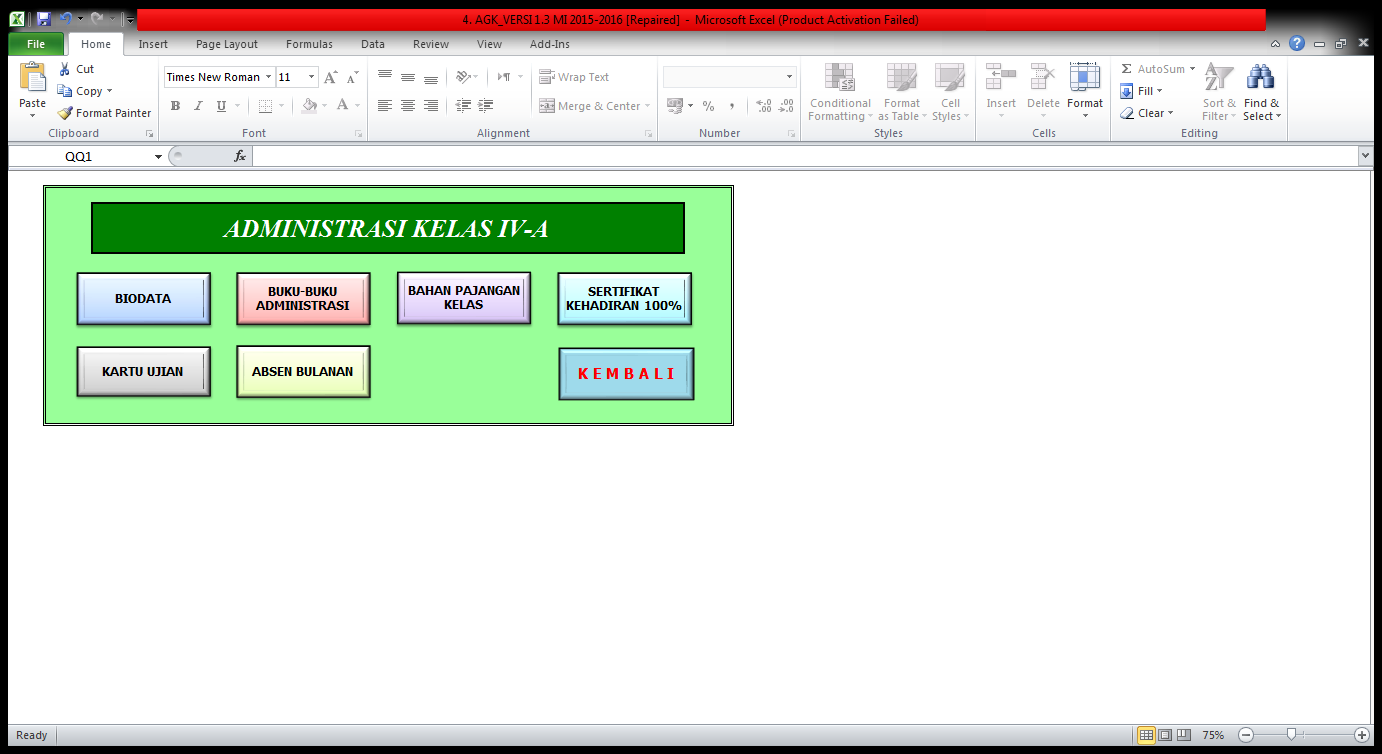 4. AGK_VERSI 1.3 MI 2015-2016 [Repaired] - Microsoft Excel (Product Activation Failed)
File Home Insert Page Layout Formulas Data Review View Add-Ins
Paste
Cut
Copy
Format Painter
Clipboard
Times New Roman 11
B I U
Font
Wrap Text
Merge & Center
Alignment
%
Number
Conditional Formatting
Format as Table
Cell Styles
Styles
Insert
Delete
Format
Cells
Σ AutoSum
Fill
Clear
Sort & Filter
Find & Select
Editing
QQ1
fx
ADMINISTRASI KELAS IV-A
BIODATA
BUKU-BUKU
ADMINISTRASI
BAHAN PAJANGAN
KELAS
SERTIFIKAT
KEHADIRAN 100%
KARTU UJIAN
ABSEN BULANAN
K E M B A L I
Ready
75%